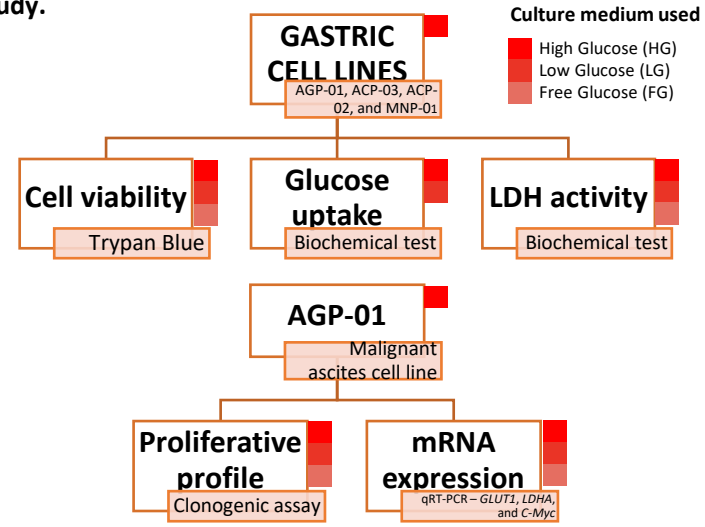 udy.
Culture medium used
High Glucose (HG)
Low Glucose (LG)
Free Glucose (FG)
GASTRIC
CELL LINES
AGP-01, ACP-03, ACP-
02, and MNP-01
Cell viability
Trypan Blue
Glucose
uptake
Biochemical test
LDH activity
Biochemical test
AGP-01
Malignant
ascites cell line
Proliferative
profile
Clonogenic assay
mRNA
expression
qRT-PCR – GLUT1, LDHA,
and C-Myc